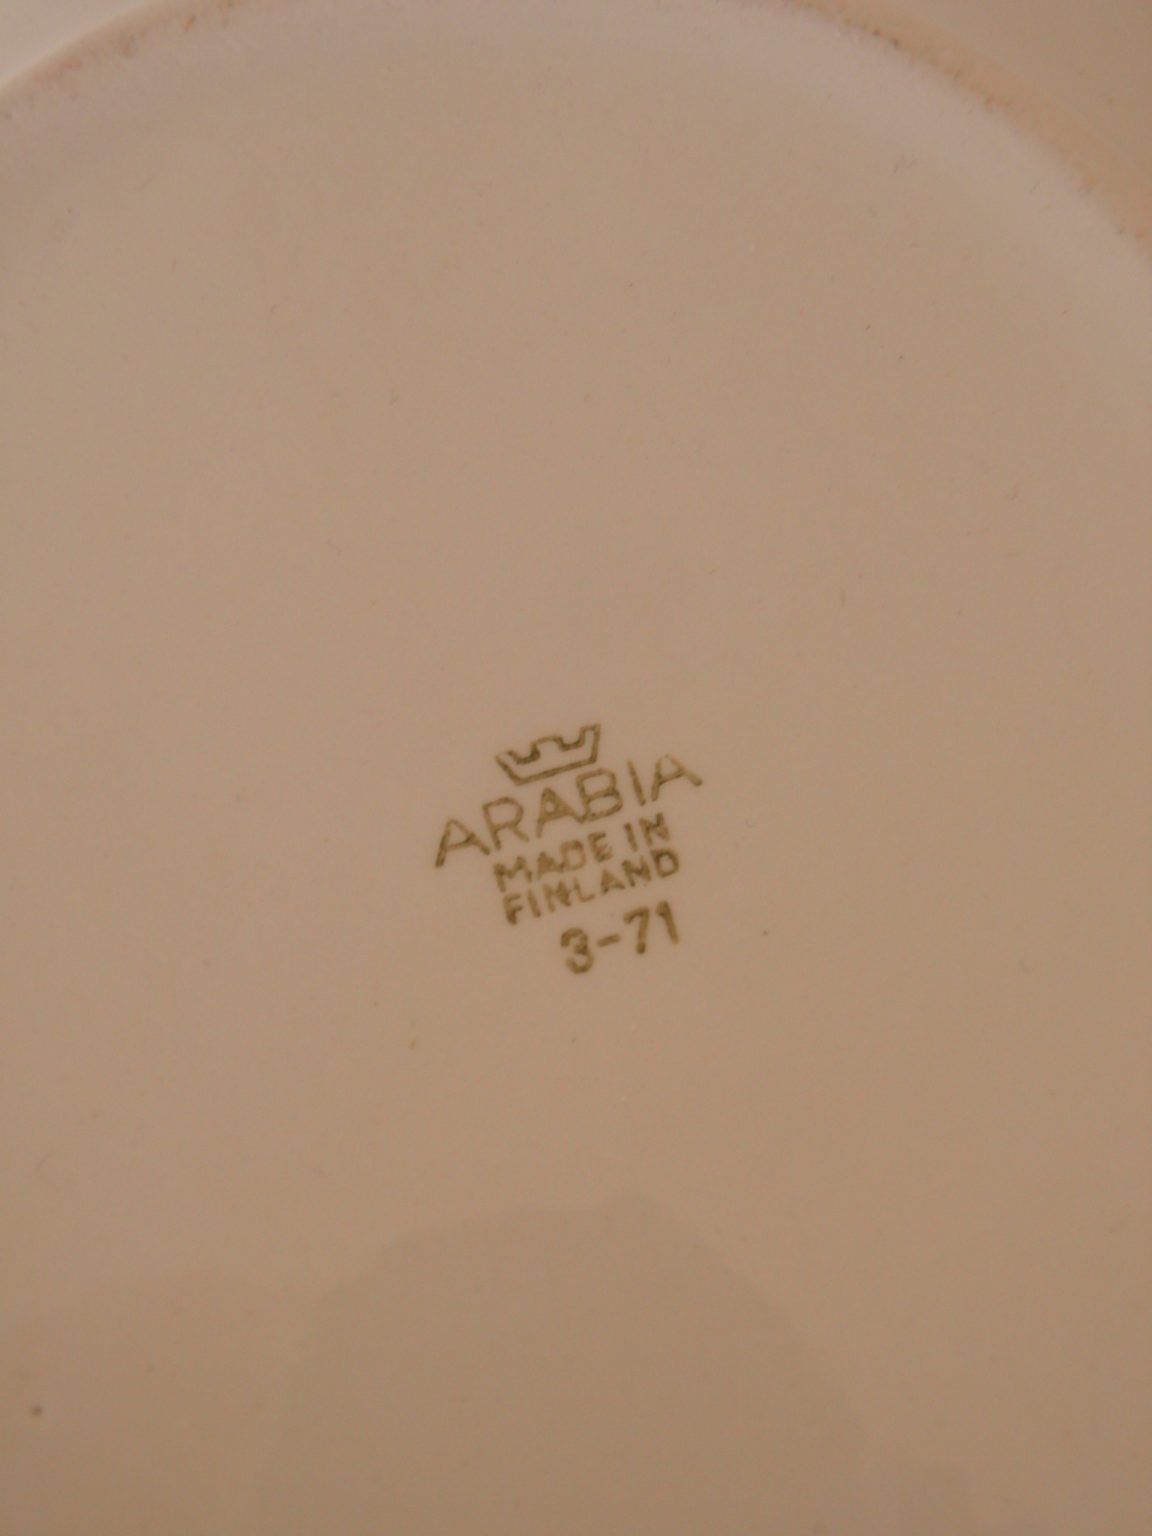 ARABIA
MADE IN
FINLAND
3-71